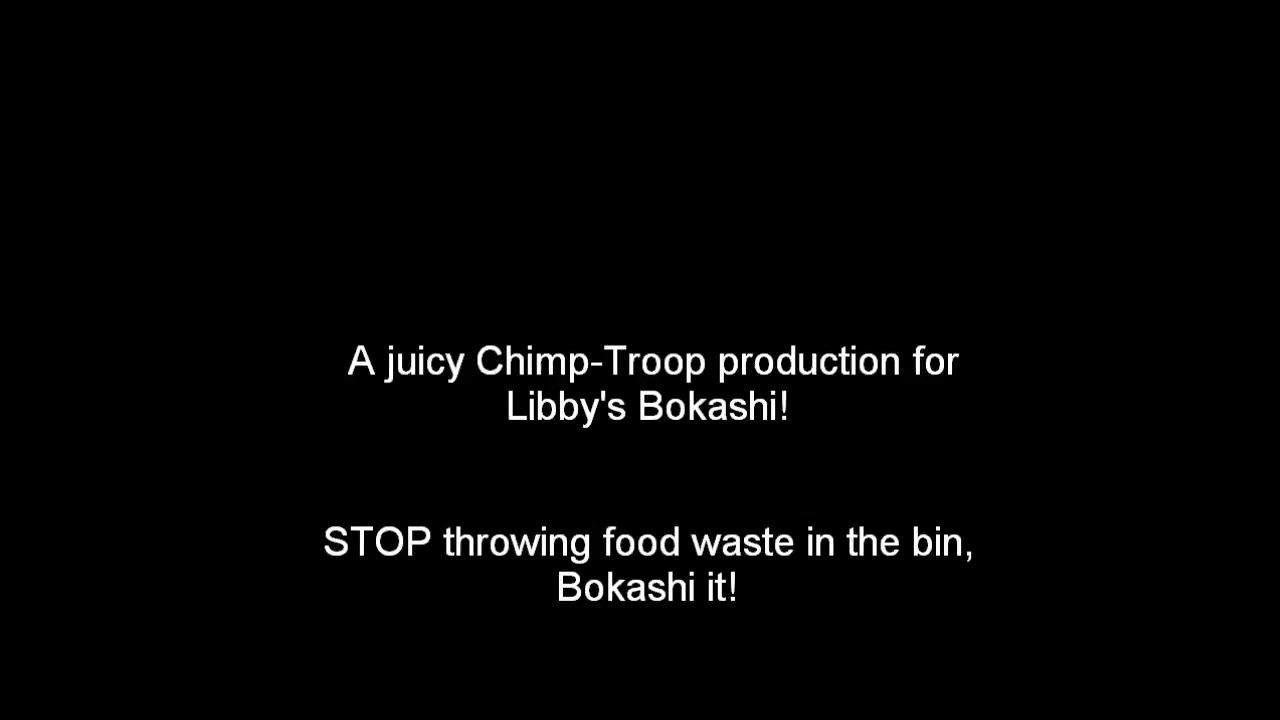 A juicy Chimp-Troop production for
Libby's Bokashi!
STOP throwing food waste in the bin,
Bokashi it!